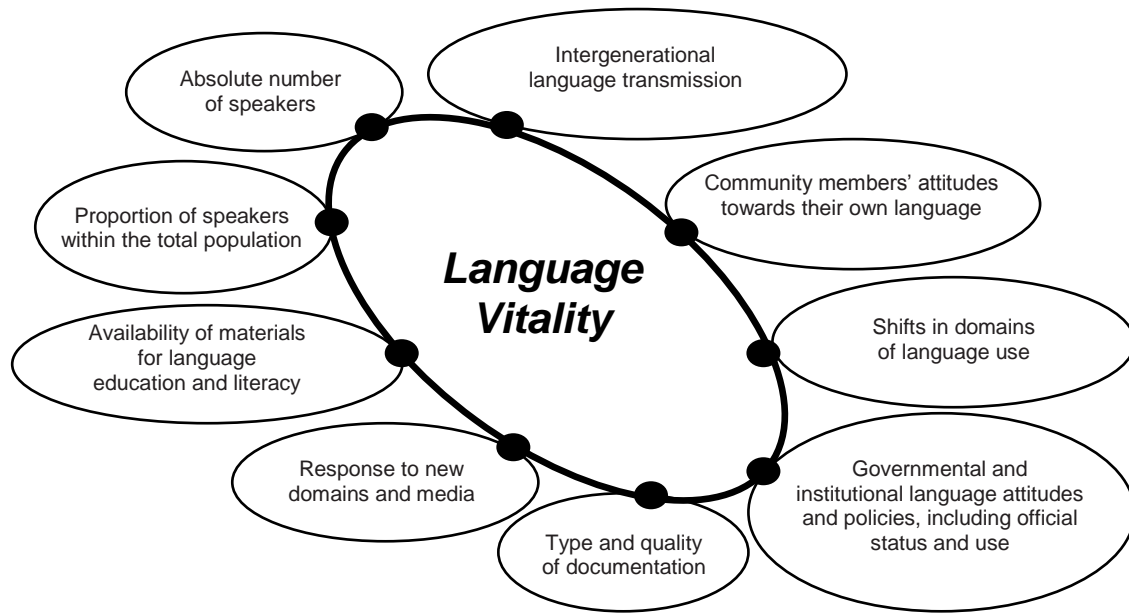 Absolute number
of speakers
Intergenerational
language transmission
Proportion of speakers
within the total population
Community members’ attitudes
towards their own language
Language
Vitality
Availability of materials
for language
education and literacy
Shifts in domains
of language use
Response to new
domains and media
Type and quality
of documentation
Governmental and
institutional language attitudes
and policies, including official
status and use